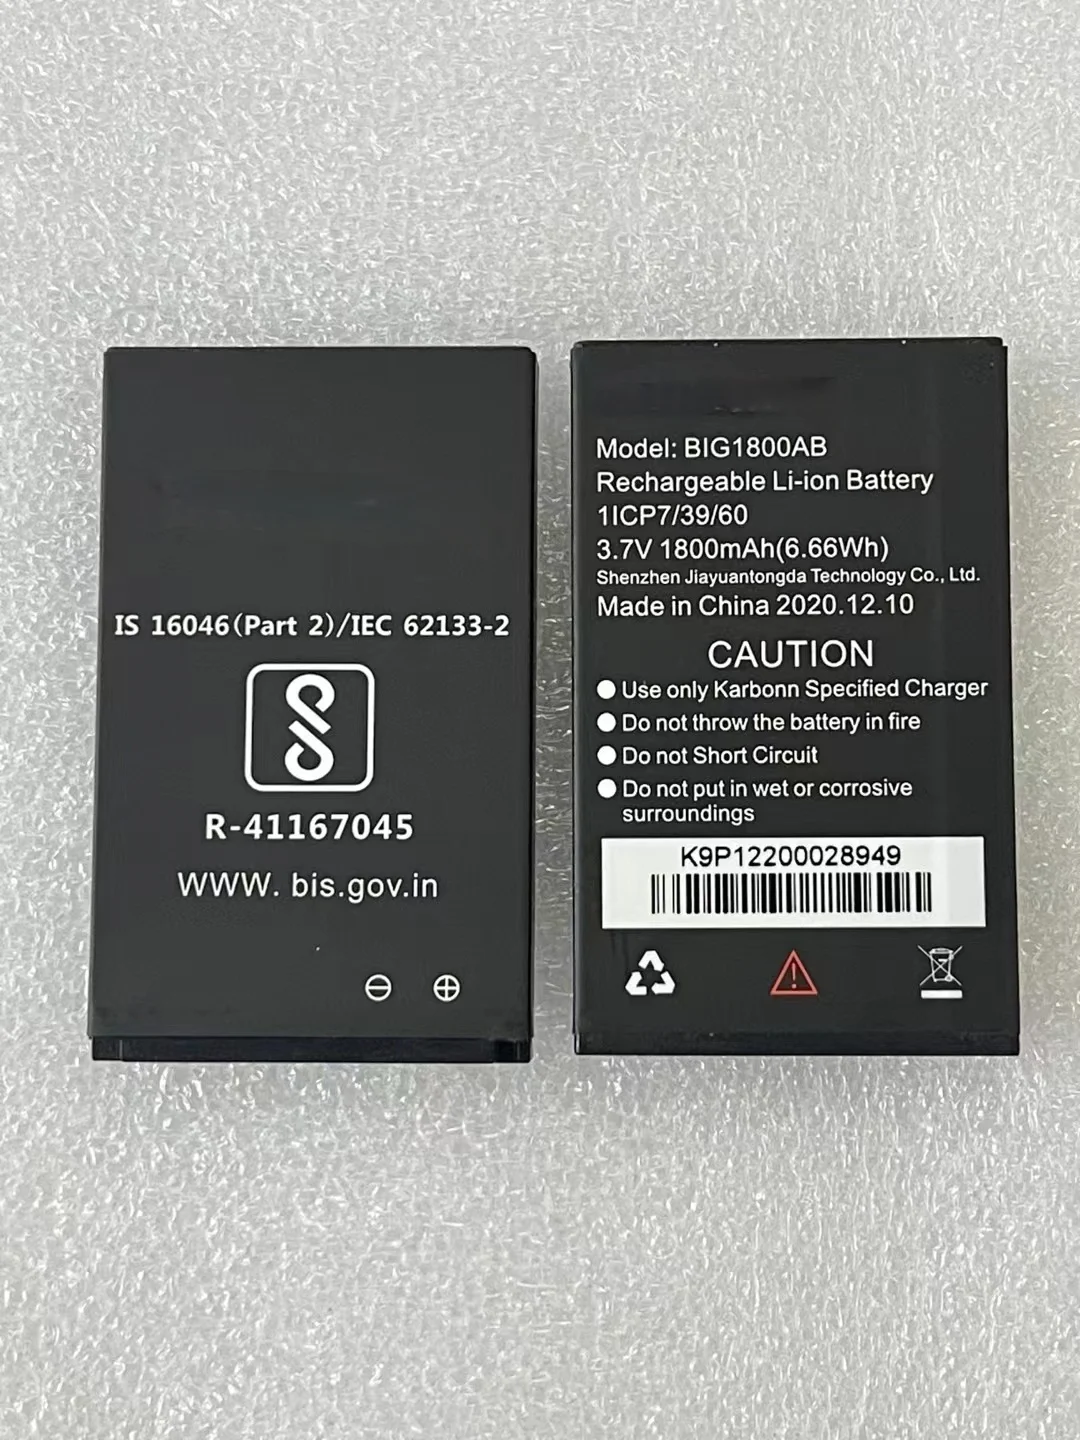 IS 16046(Part 2)/IEC 62133-2
R-41167045
WWW. bis.gov.in
Model: BIG1800AB
Rechargeable Li-ion Battery
1ICP7/39/60
3.7V 1800mAh(6.66Wh)
Shenzhen Jiayuantongda Technology Co., Ltd.
Made in China 2020.12.10
CAUTION
Use only Karbonn Specified Charger
Do not throw the battery in fire
Do not Short Circuit
Do not put in wet or corrosive
surroundings
K9P12200028949